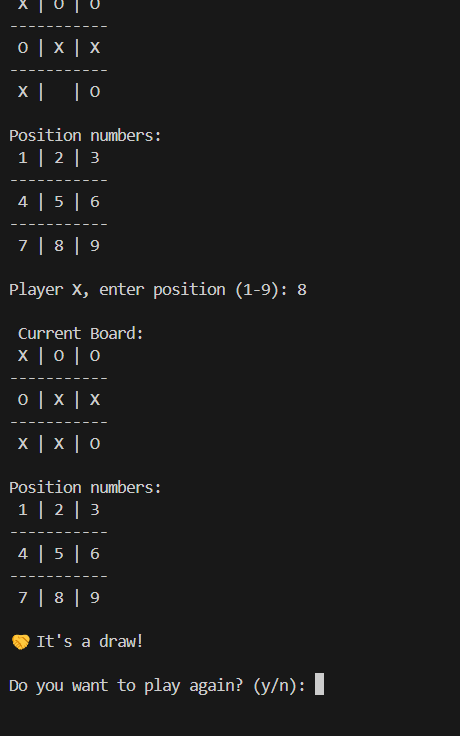 X | O | O
-----------
O | X | X
-----------
X |   | O
Position numbers:
1 | 2 | 3
-----------
4 | 5 | 6
-----------
7 | 8 | 9
Player X, enter position (1-9): 8
Current Board:
X | O | O
-----------
O | X | X
-----------
X | X | O
Position numbers:
1 | 2 | 3
-----------
4 | 5 | 6
-----------
7 | 8 | 9
🤝 It's a draw!
Do you want to play again? (y/n):